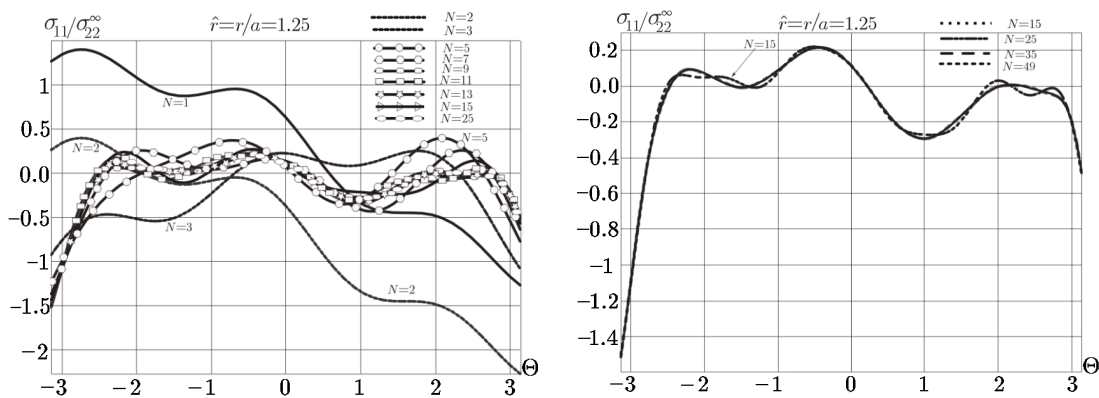 σ₁₁/σ₂₂^∞
r̂=r/a=1.25
N=2
N=3
N=5
N=7
N=9
N=11
N=13
N=15
N=25
1
0.5
0.0
−0.5
−1
−1.5
−2
N=1
N=2
N=3
N=5
N=2
−3 −2 −1 0 1 2 3 Θ
σ₁₁/σ₂₂^∞
r̂=r/a=1.25
N=15
N=25
N=35
N=49
N=15
0.2
0.0
−0.2
−0.4
−0.6
−0.8
−1
−1.2
−1.4
−3 −2 −1 0 1 2 3 Θ